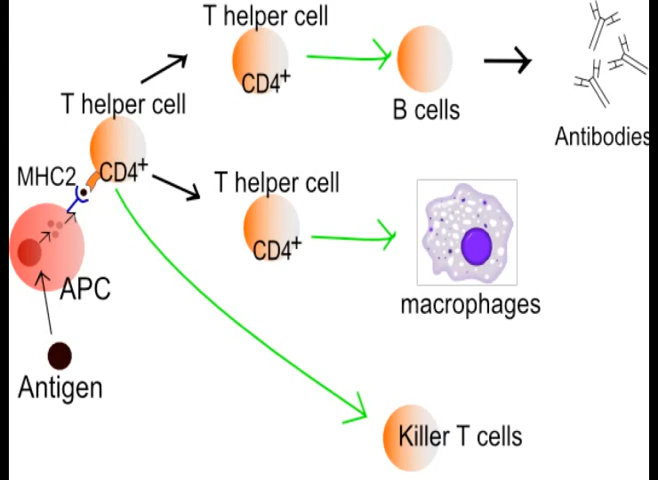 T helper cell
CD4+
B cells
Antibodies
T helper cell
CD4+
MHC2
T helper cell
CD4+
macrophages
APC
Antigen
Killer T cells